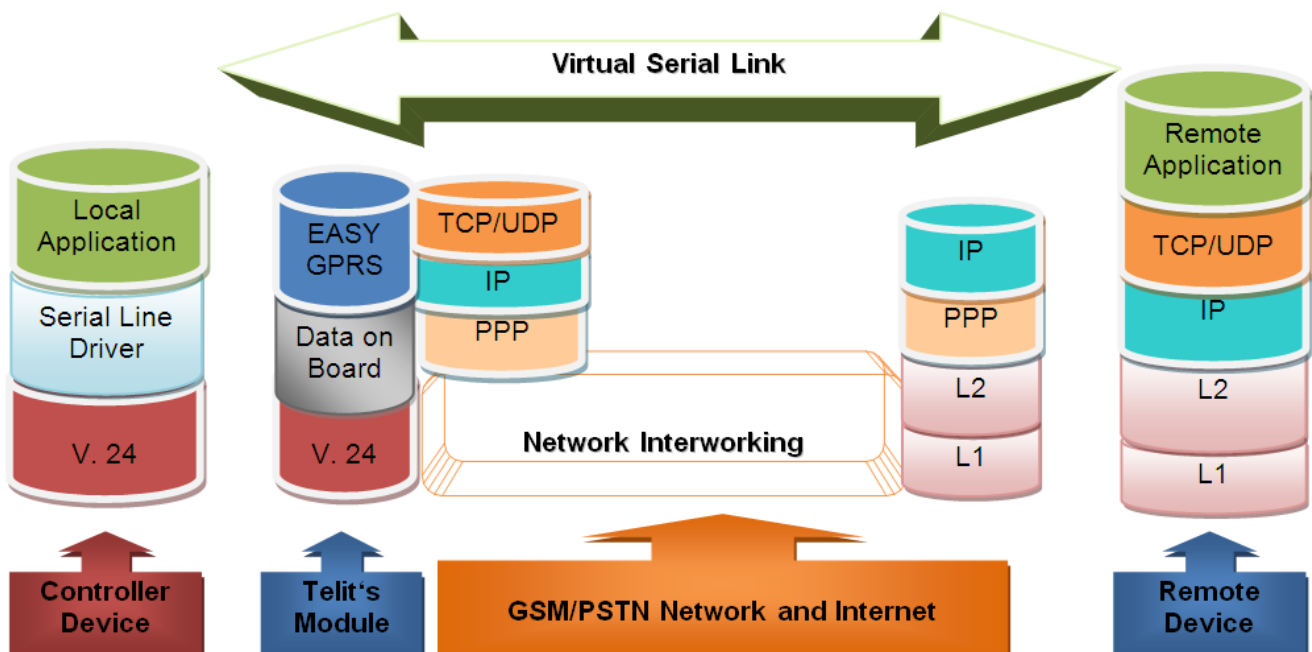 Virtual Serial Link
Local
Application
Serial Line
Driver
V. 24
EASY
GPRS
Data on
Board
V. 24
TCP/UDP
IP
PPP
Network Interworking
IP
PPP
L2
L1
Remote
Application
TCP/UDP
IP
L2
L1
Controller
Device
Telit's
Module
GSM/PSTN Network and Internet
Remote
Device